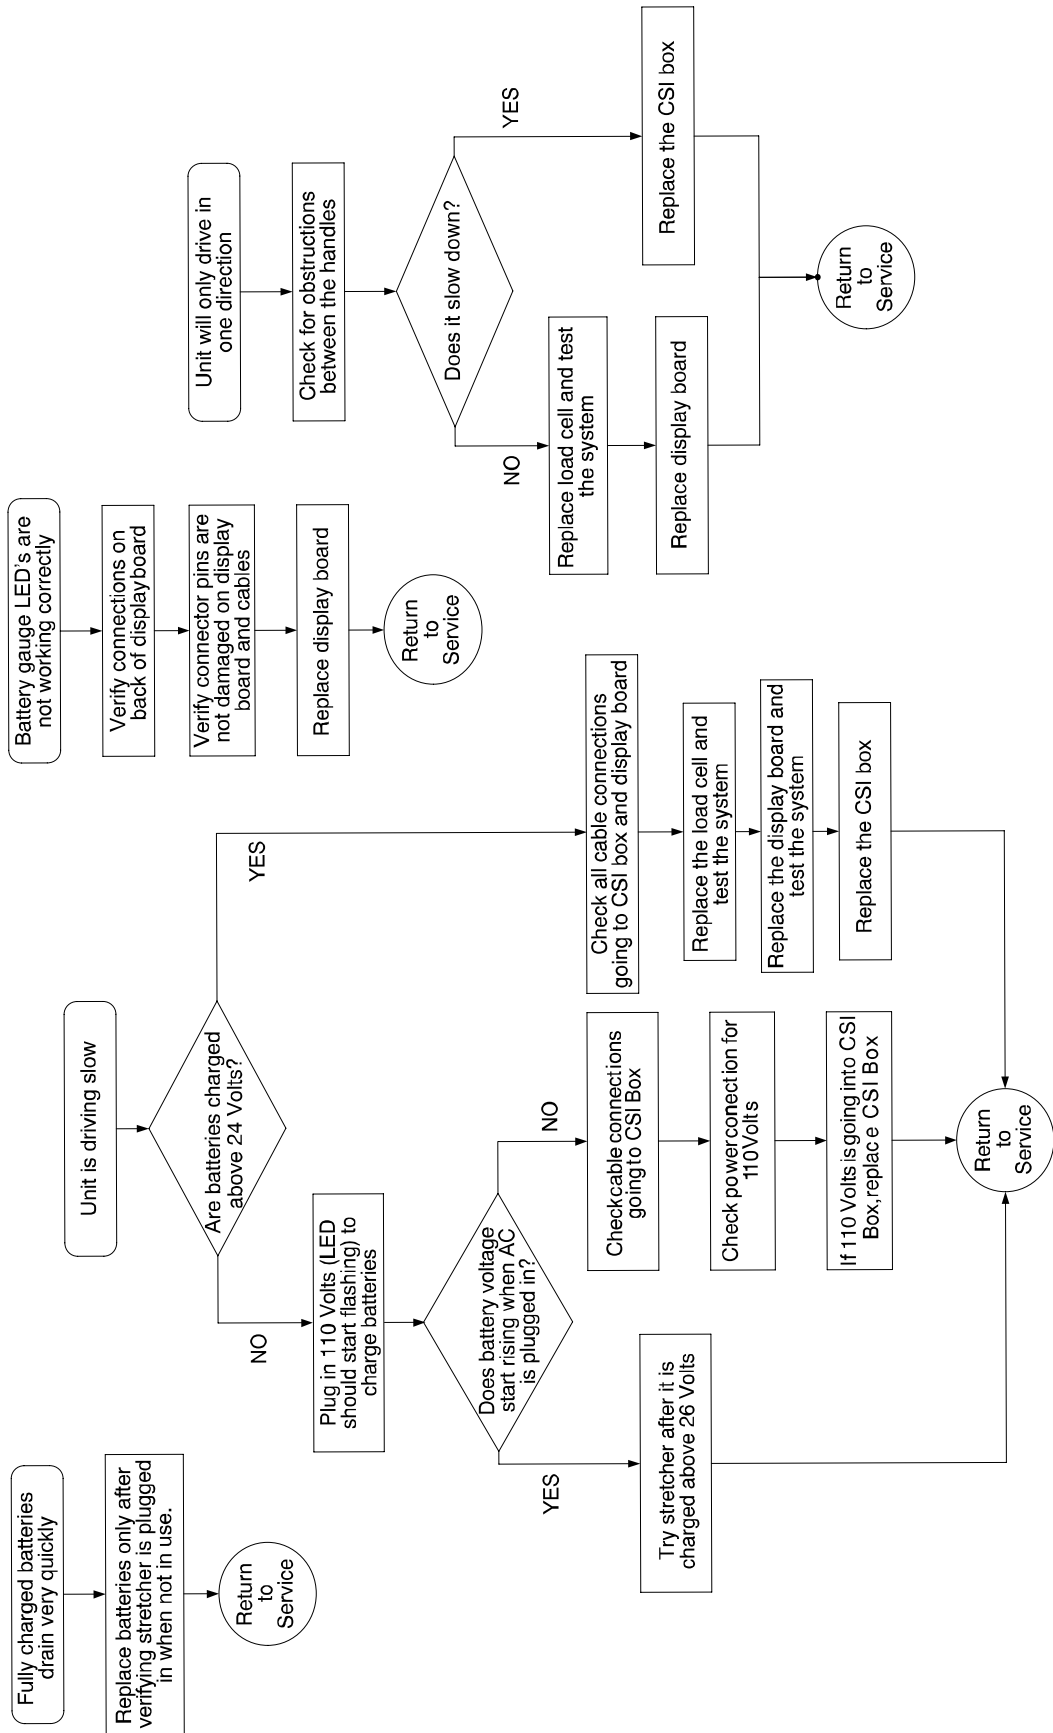 Fully charged batteries
drain very quickly
Replace batteries only after
verifying stretcher is plugged
in when not in use.
Return
to
Service
Unit is driving slow
Are batteries charged
above 24 Volts?
NO
YES
Plug in 110 Volts (LED
should start flashing) to
charge batteries
Does battery voltage
start rising when AC
is plugged in?
YES
NO
Try stretcher after it is
charged above 26 Volts
Check cable connections
going to CSI Box
Check power connection for
110 Volts
If 110 Volts is going into CSI
Box, replace CSI Box
Check all cable connections
going to CSI box and display board
Replace the load cell and
test the system
Replace the display board and
test the system
Replace the CSI box
Return
to
Service
Battery gauge LED's are
not working correctly
Verify connections on
back of display board
Verify connector pins are
not damaged on display
board and cables
Replace display board
Return
to
Service
Unit will only drive in
one direction
Check for obstructions
between the handles
Does it slow down?
NO
YES
Replace load cell and test
the system
Replace display board
Replace the CSI box
Return
to
Service